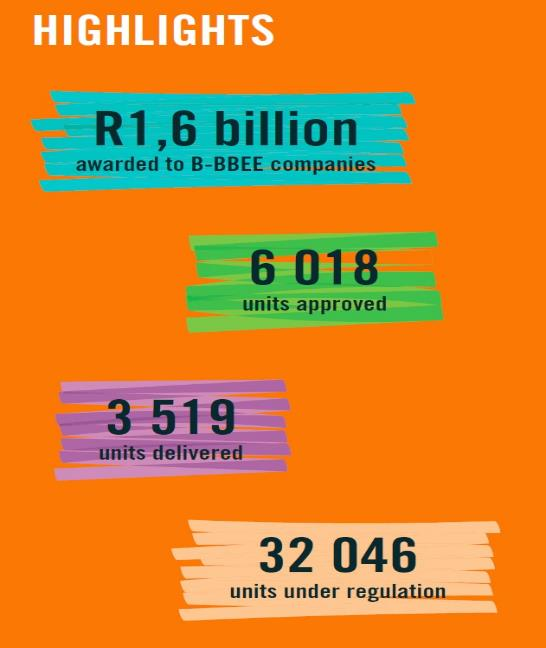 HIGHLIGHTS
R1,6 billion
awarded to B-BBEE companies
6 018
units approved
3 519
units delivered
32 046
units under regulation